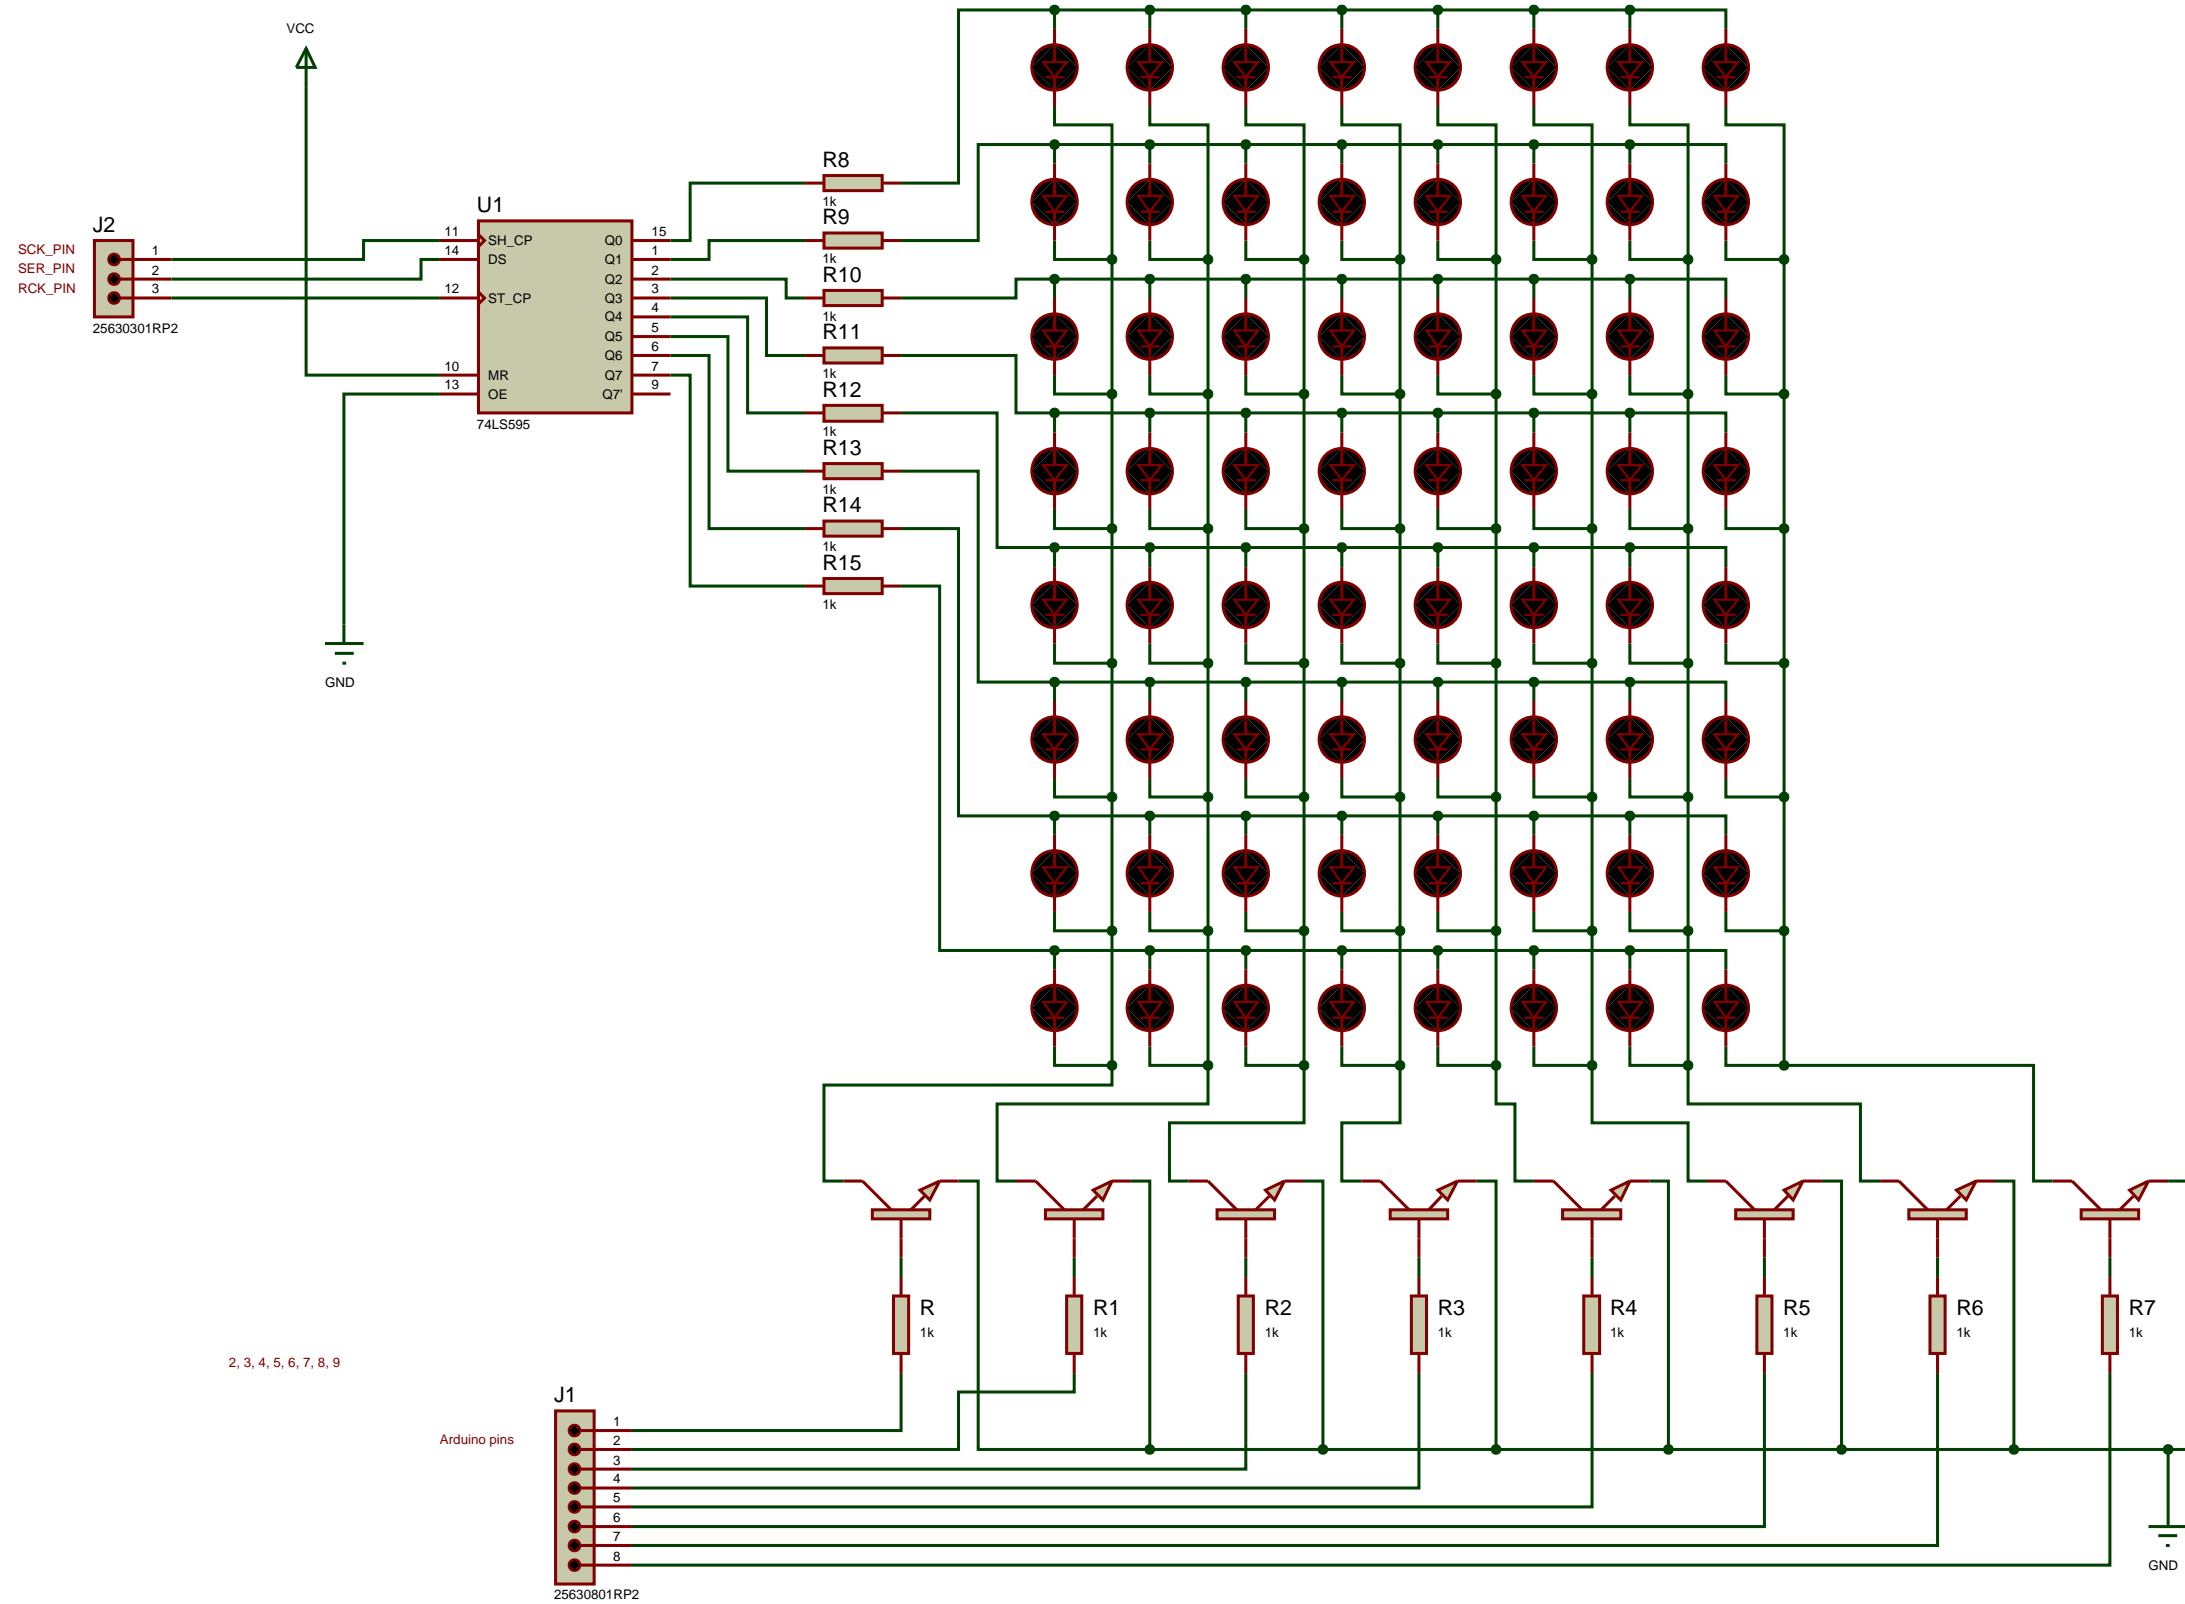 VCC
R8
1k
R9
1k
R10
1k
R11
1k
R12
1k
R13
1k
R14
1k
R15
1k
J2
SCK_PIN
SER_PIN
RCK_PIN
1
2
3
25630301RP2
U1
11 SH_CP Q0 15
14 DS Q1 1
Q2 2
12 ST_CP Q3 3
Q4 4
Q5 5
Q6 6
10 MR Q7 7
13 OE Q7' 9
74LS595
GND
R R1 R2 R3 R4 R5 R6 R7
1k 1k 1k 1k 1k 1k 1k 1k
2, 3, 4, 5, 6, 7, 8, 9
J1
Arduino pins
1
2
3
4
5
6
7
8
25630801RP2
GND